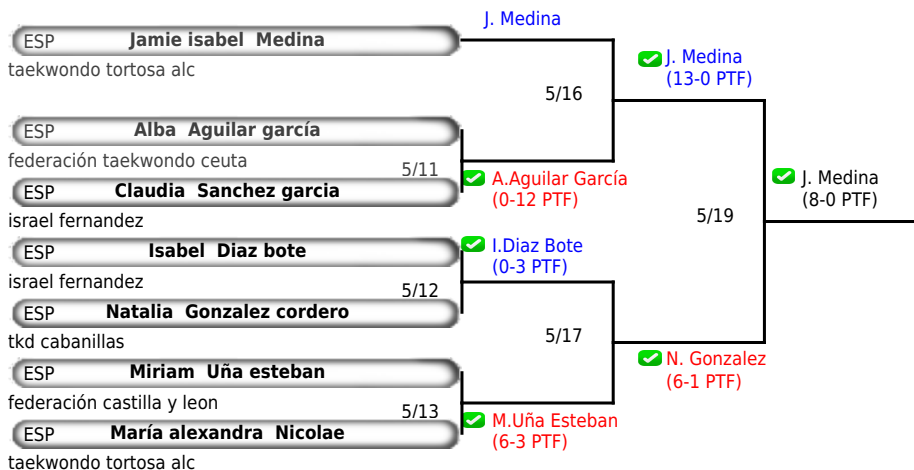 J. Medina
ESP Jamie isabel Medina
taekwondo tortosa alc
J. Medina
(13-0 PTF)
5/16
ESP Alba Aguilar garcía
federación taekwondo ceuta
5/11
A.Aguilar García
(0-12 PTF)
J. Medina
(8-0 PTF)
ESP Claudia Sanchez garcia
israel fernandez
5/19
ESP Isabel Diaz bote
I.Diaz Bote
(0-3 PTF)
israel fernandez
5/12
ESP Natalia Gonzalez cordero
tkd cabanillas
5/17
N. Gonzalez
(6-1 PTF)
ESP Miriam Uña esteban
federación castilla y leon
5/13
M.Uña Esteban
(6-3 PTF)
ESP María alexandra Nicolae
taekwondo tortosa alc